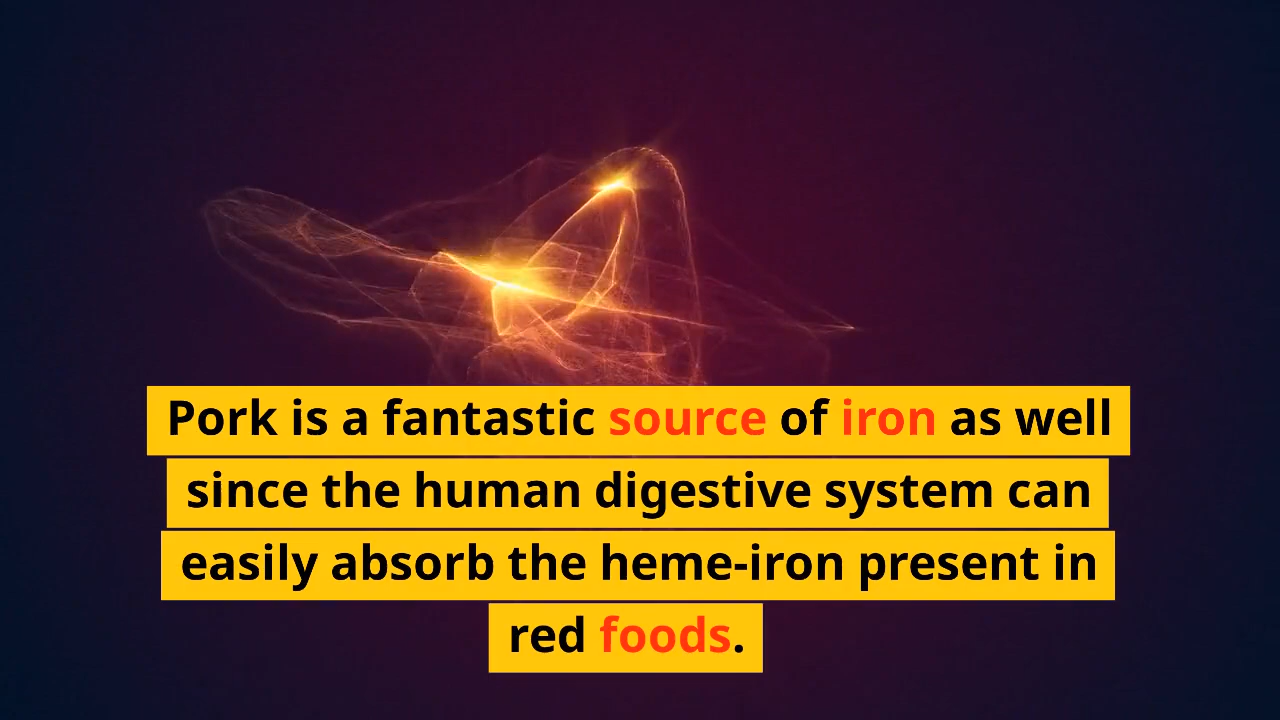 Pork is a fantastic source of iron as well
since the human digestive system can
easily absorb the heme-iron present in
red foods.